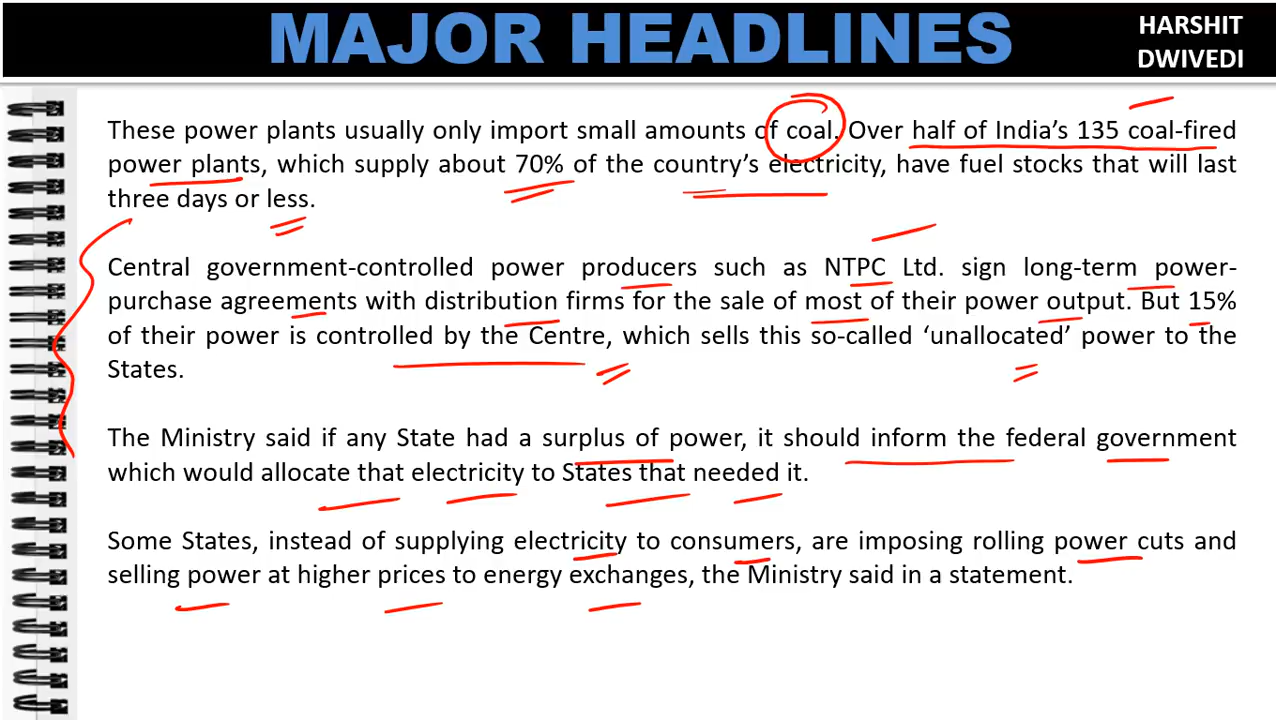 MAJOR HEADLINES
HARSHIT
DWIVEDI
These power plants usually only import small amounts of coal. Over half of India's 135 coal-fired
power plants, which supply about 70% of the country's electricity, have fuel stocks that will last
three days or less.
Central government-controlled power producers such as NTPC Ltd. sign long-term power-
purchase agreements with distribution firms for the sale of most of their power output. But 15%
of their power is controlled by the Centre, which sells this so-called 'unallocated' power to the
States.
The Ministry said if any State had a surplus of power, it should inform the federal government
which would allocate that electricity to States that needed it.
Some States, instead of supplying electricity to consumers, are imposing rolling power cuts and
selling power at higher prices to energy exchanges, the Ministry said in a statement.